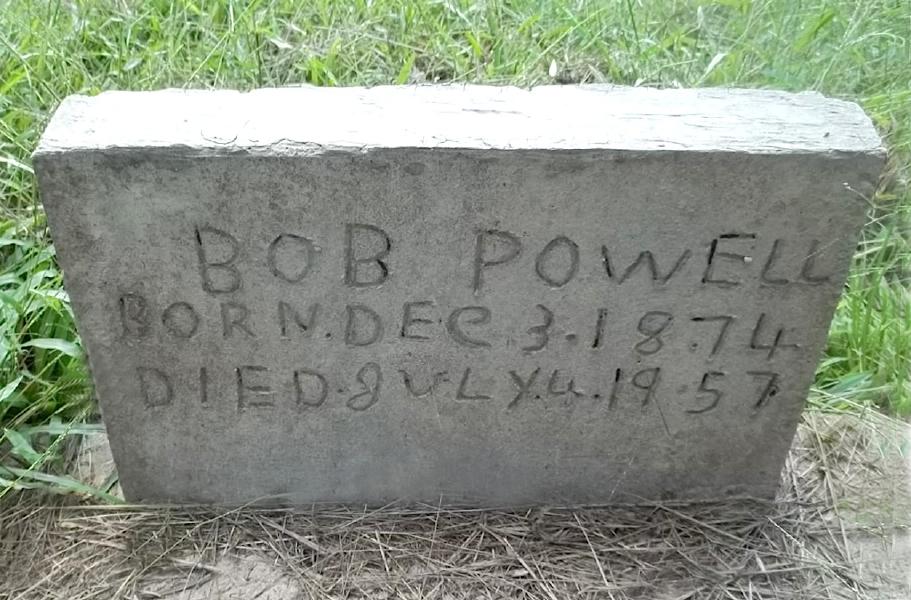 BOB POWELL
BORN.DEC.3.1874
DIED.JULY.4.1957